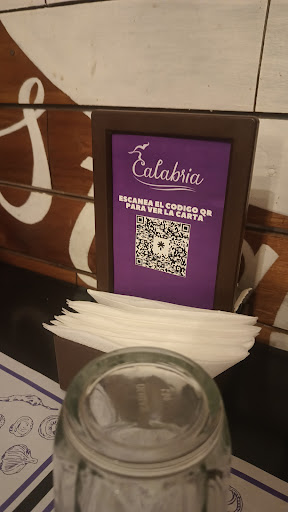 Calabria
ESCANEA EL CODIGO QR
PARA VER LA CARTA